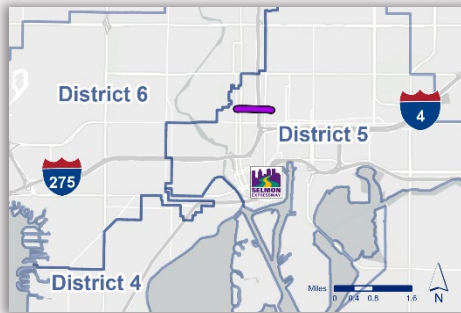 District 6
4
District 5
275
SELMON
EXPRESSWAY
District 4
Miles
0 0.4 0.8 1.6
N